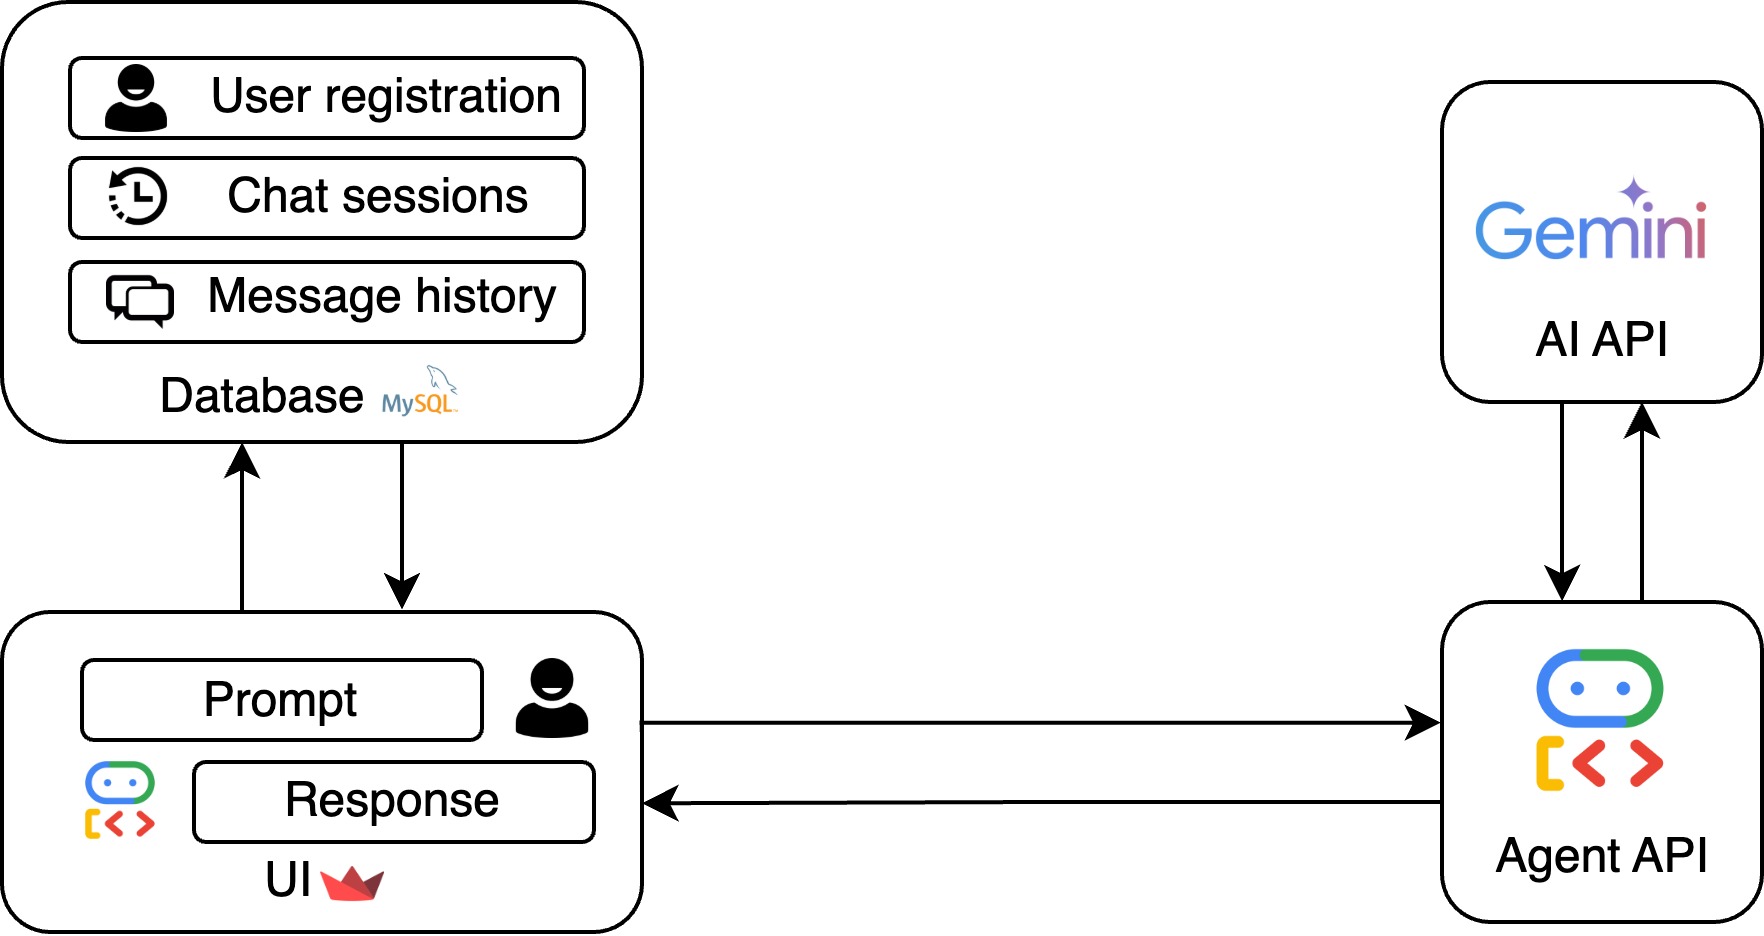 User registration
Chat sessions
Message history
Database MySQL
Gemini
AI API
Prompt
Response
UI
Agent API